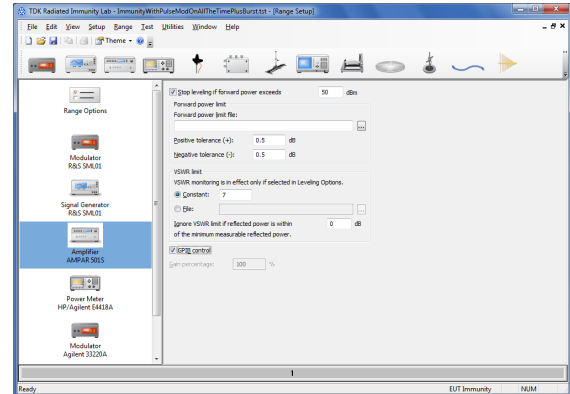 TDK Radiated Immunity Lab - ImmunityWithPulseModOnAllTheTimePlusBurst.tst - [Range Setup]
File Edit View Setup Range Test Utilities Window Help
Theme
Range Options
Modulator
R&S SML01
Signal Generator
R&S SML01
Amplifier
AMPAR 501S
Power Meter
HP/Agilent E4418A
Modulator
Agilent 33220A
Stop leveling if forward power exceeds 50 dBm
Forward power limit
Forward power limit file:
...
Positive tolerance (+): 0.5 dB
Negative tolerance (-): 0.5 dB
VSWR limit
VSWR monitoring is in effect only if selected in Leveling Options.
Constant: 7
File: ...
Ignore VSWR limit if reflected power is within 0 dB
of the minimum measurable reflected power.
GPIB control
Gain percentage: 100 %
1
Ready EUT Immunity NUM